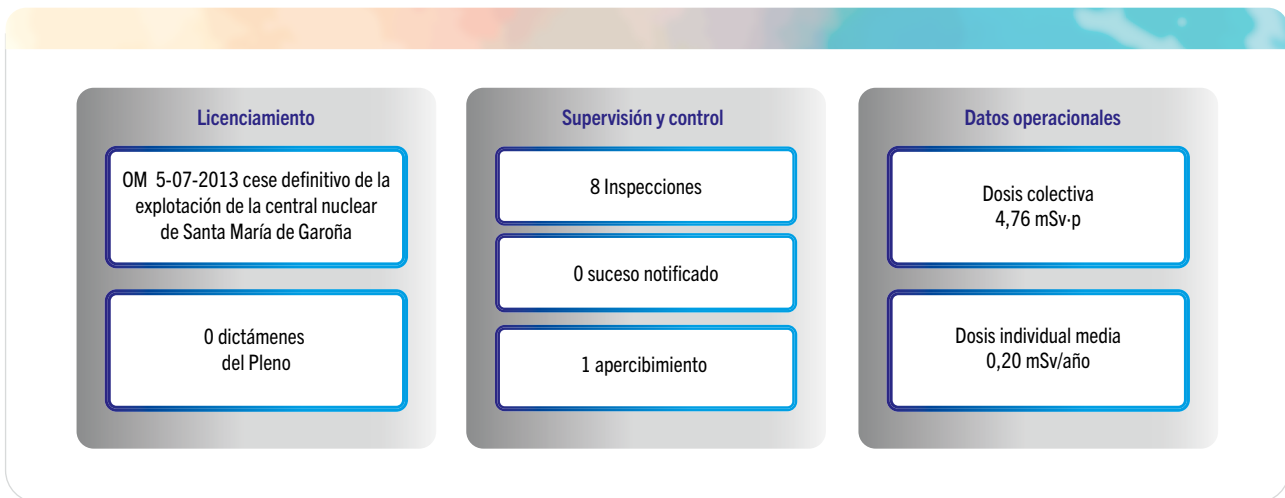 Licenciamiento
OM 5-07-2013 cese definitivo de la
explotación de la central nuclear
de Santa María de Garoña
0 dictámenes
del Pleno
Supervisión y control
8 Inspecciones
0 suceso notificado
1 apercibimiento
Datos operacionales
Dosis colectiva
4,76 mSv·p
Dosis individual media
0,20 mSv/año